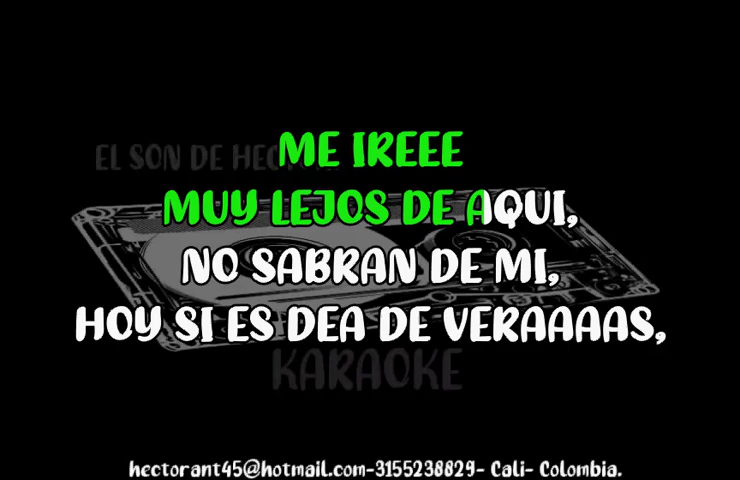 EL SON DE HECTOR
ME IREEE
MUY LEJOS DE AQUI,
NO SABRAN DE MI,
HOY SI ES DEA DE VERAAAAS,
KARAOKE
hectorant45@hotmail.com-3155238829- Cali- Colombia.